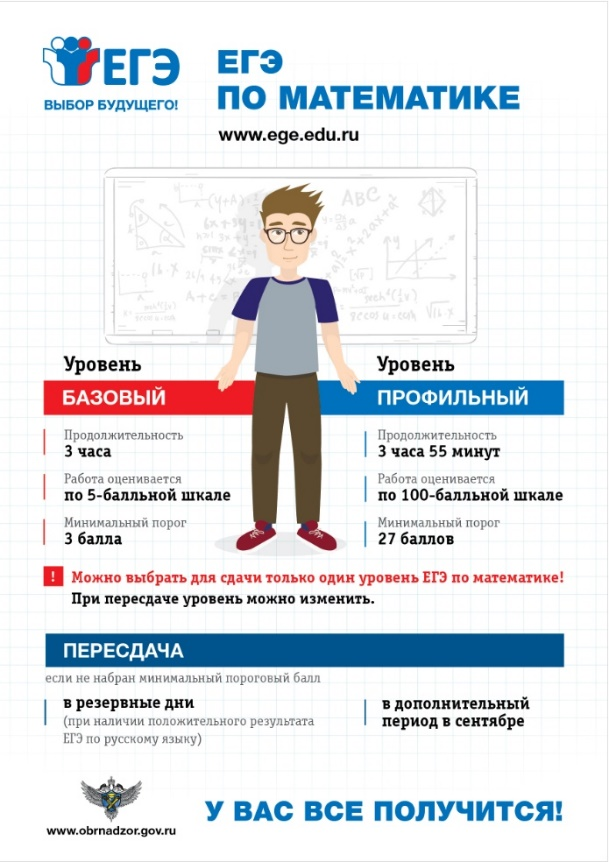 ЕГЭ
ВЫБОР БУДУЩЕГО!
ЕГЭ
ПО МАТЕМАТИКЕ
www.ege.edu.ru
ABC
Уровень
БАЗОВЫЙ
Продолжительность
3 часа
Работа оценивается
по 5-балльной шкале
Минимальный порог
3 балла
Уровень
ПРОФИЛЬНЫЙ
Продолжительность
3 часа 55 минут
Работа оценивается
по 100-балльной шкале
Минимальный порог
27 баллов
! Можно выбрать для сдачи только один уровень ЕГЭ по математике!
При пересдаче уровень можно изменить.
ПЕРЕСДАЧА
если не набран минимальный пороговый балл
в резервные дни
(при наличии положительного результата
ЕГЭ по русскому языку)
в дополнительный
период в сентябре
www.obrnadzor.gov.ru
У ВАС ВСЕ ПОЛУЧИТСЯ!